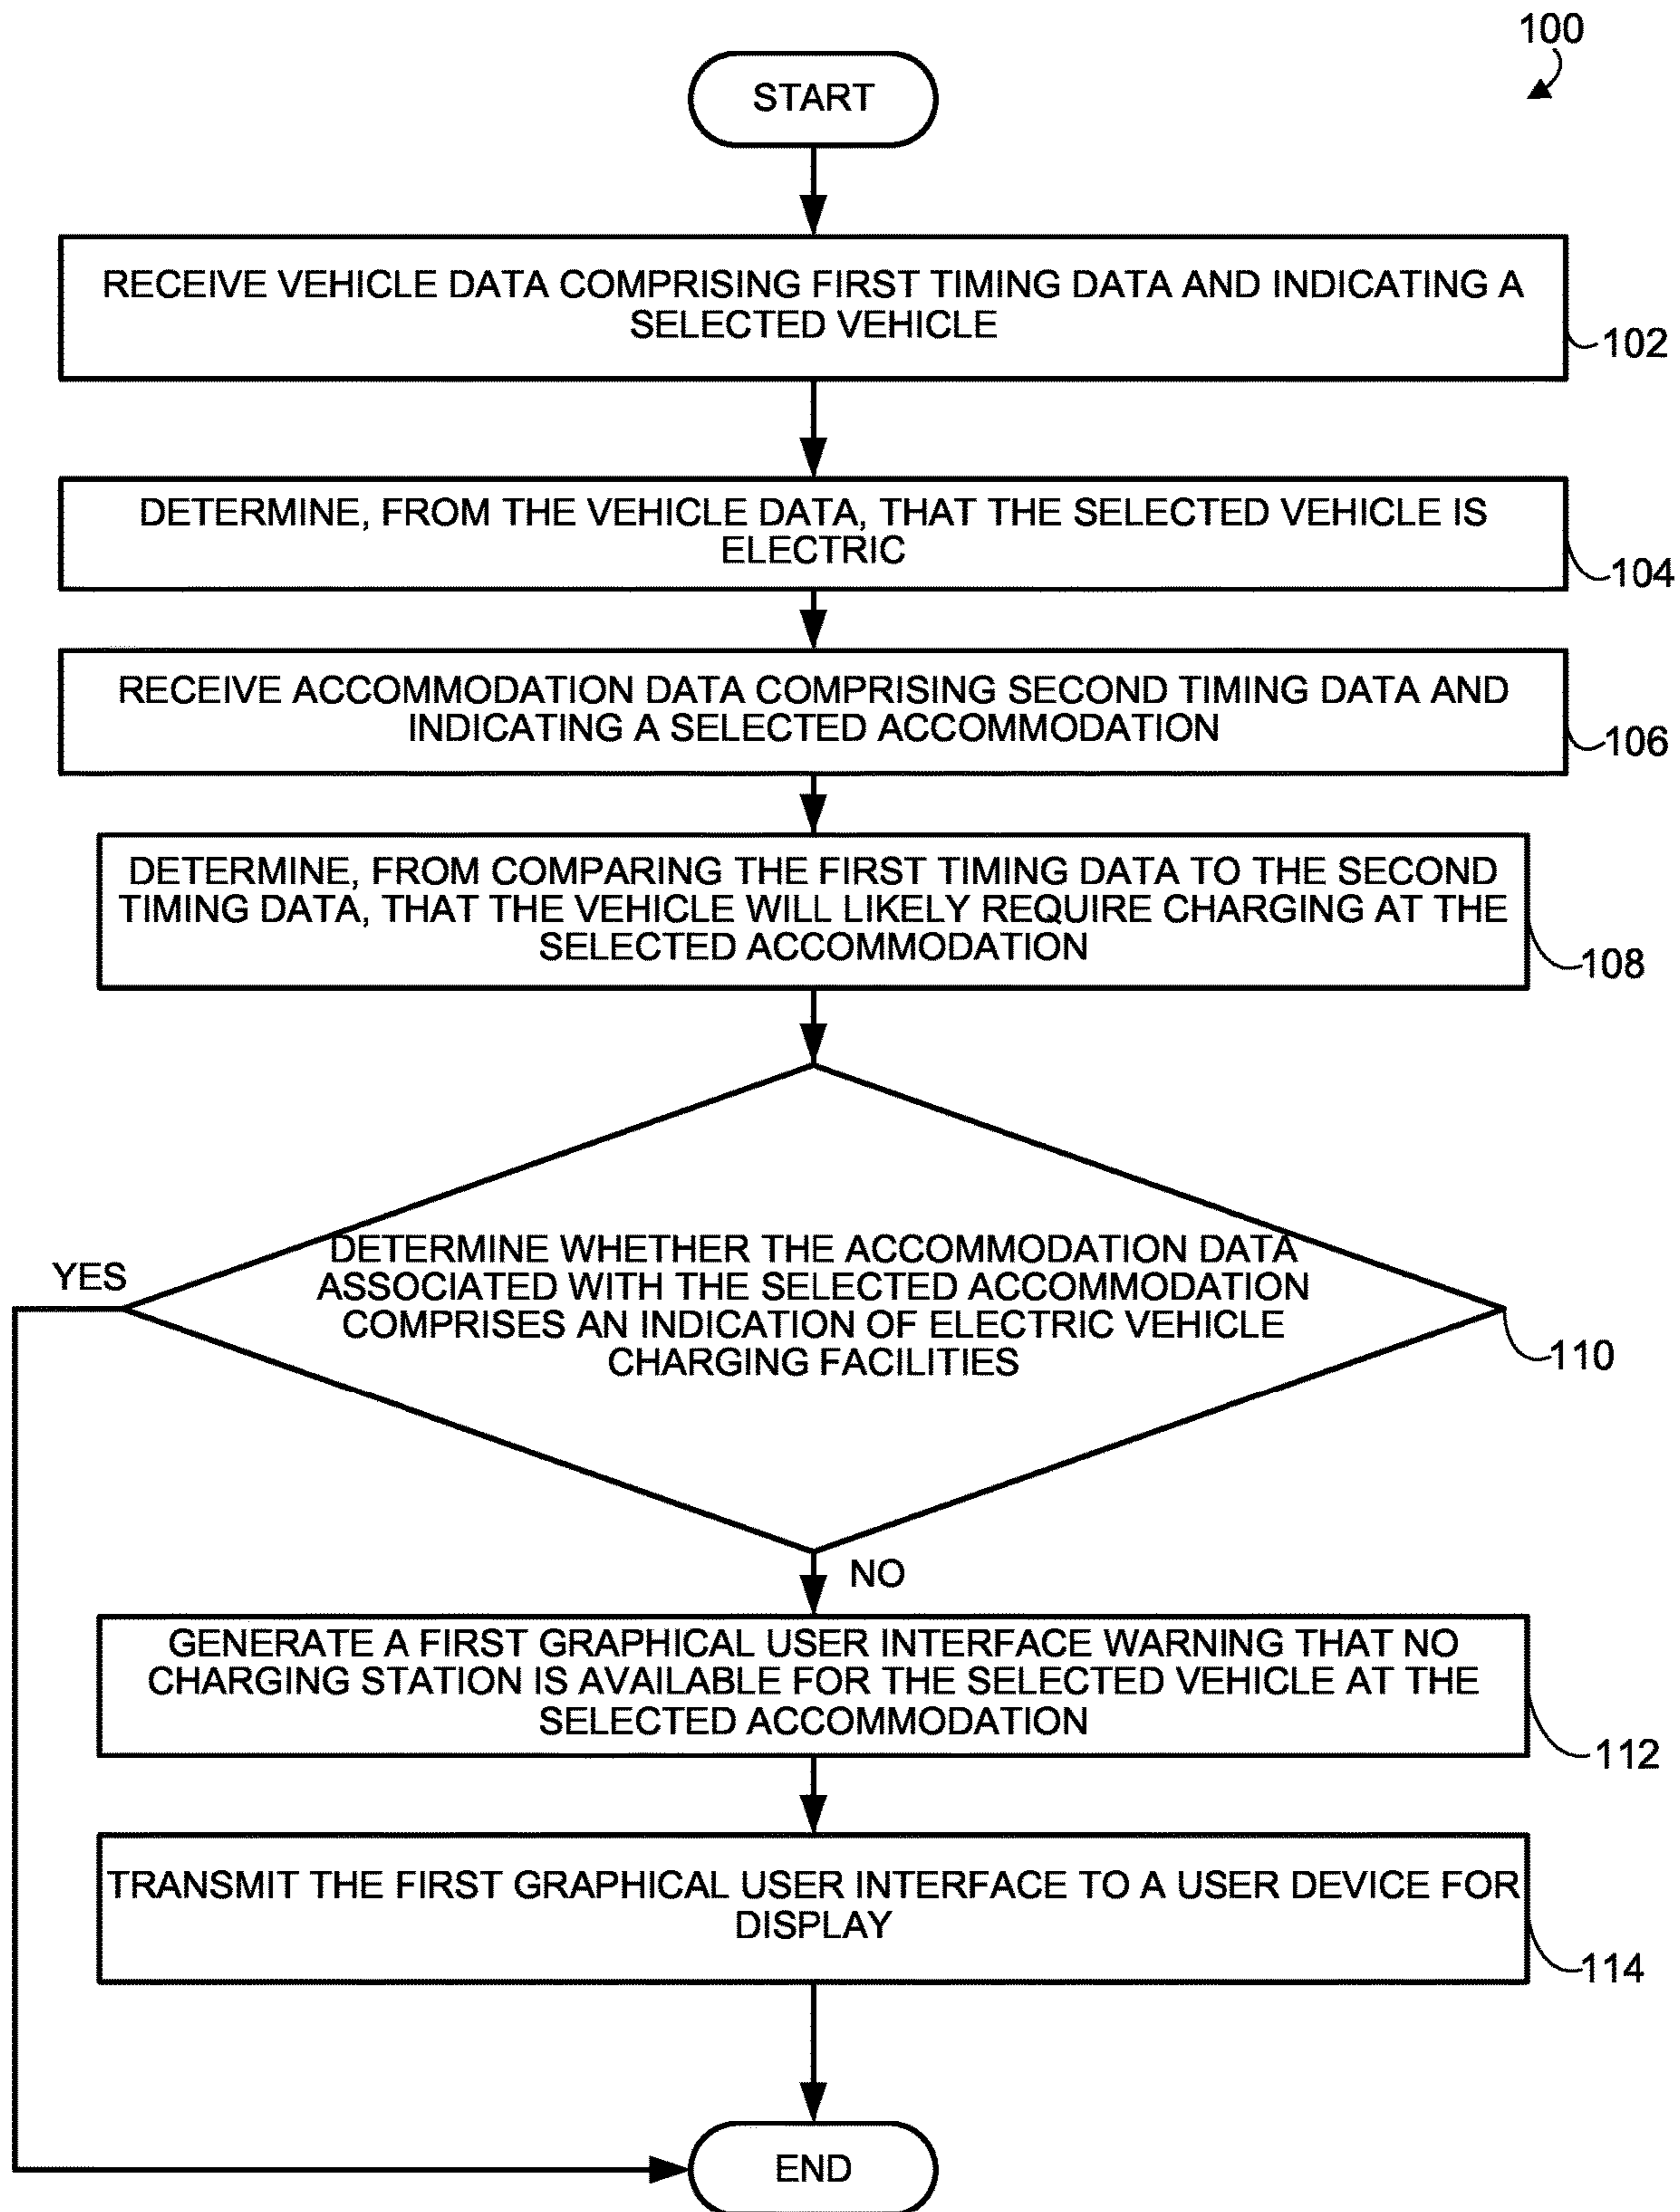 100
START
RECEIVE VEHICLE DATA COMPRISING FIRST TIMING DATA AND INDICATING A
SELECTED VEHICLE
102
DETERMINE, FROM THE VEHICLE DATA, THAT THE SELECTED VEHICLE IS
ELECTRIC
104
RECEIVE ACCOMMODATION DATA COMPRISING SECOND TIMING DATA AND
INDICATING A SELECTED ACCOMMODATION
106
DETERMINE, FROM COMPARING THE FIRST TIMING DATA TO THE SECOND
TIMING DATA, THAT THE VEHICLE WILL LIKELY REQUIRE CHARGING AT THE
SELECTED ACCOMMODATION
108
DETERMINE WHETHER THE ACCOMMODATION DATA
ASSOCIATED WITH THE SELECTED ACCOMMODATION
COMPRISES AN INDICATION OF ELECTRIC VEHICLE
CHARGING FACILITIES
YES
110
NO
GENERATE A FIRST GRAPHICAL USER INTERFACE WARNING THAT NO
CHARGING STATION IS AVAILABLE FOR THE SELECTED VEHICLE AT THE
SELECTED ACCOMMODATION
112
TRANSMIT THE FIRST GRAPHICAL USER INTERFACE TO A USER DEVICE FOR
DISPLAY
114
END